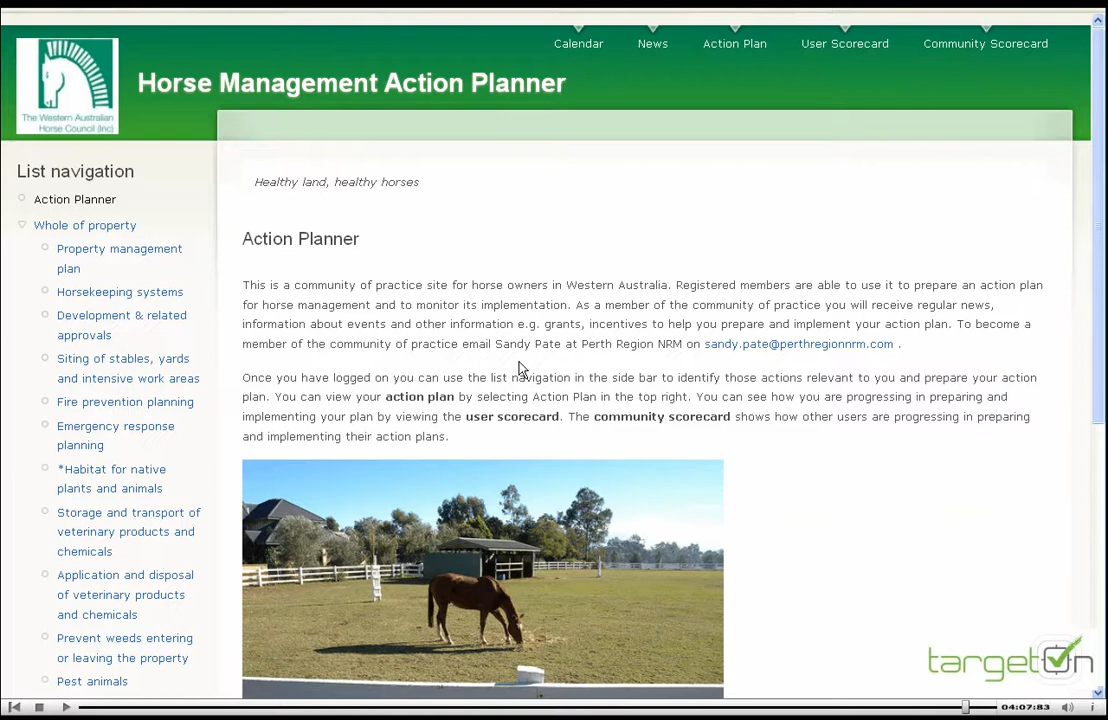 Calendar
News
Action Plan
User Scorecard
Community Scorecard
The Western Australian
Horse Council (Inc)
Horse Management Action Planner
List navigation
Action Planner
Whole of property
Property management
plan
Horsekeeping systems
Development & related
approvals
Siting of stables, yards
and intensive work areas
Fire prevention planning
Emergency response
planning
*Habitat for native
plants and animals
Storage and transport of
veterinary products and
chemicals
Application and disposal
of veterinary products
and chemicals
Prevent weeds entering
or leaving the property
Pest animals
Healthy land, healthy horses
Action Planner
This is a community of practice site for horse owners in Western Australia. Registered members are able to use it to prepare an action plan
for horse management and to monitor its implementation. As a member of the community of practice you will receive regular news,
information about events and other information e.g. grants, incentives to help you prepare and implement your action plan. To become a
member of the community of practice email Sandy Pate at Perth Region NRM on sandy.pate@perthregionnrm.com .
Once you have logged on you can use the list navigation in the side bar to identify those actions relevant to you and prepare your action
plan. You can view your action plan by selecting Action Plan in the top right. You can see how you are progressing in preparing and
implementing your plan by viewing the user scorecard. The community scorecard shows how other users are progressing in preparing
and implementing their action plans.
targetOn
04:07:83